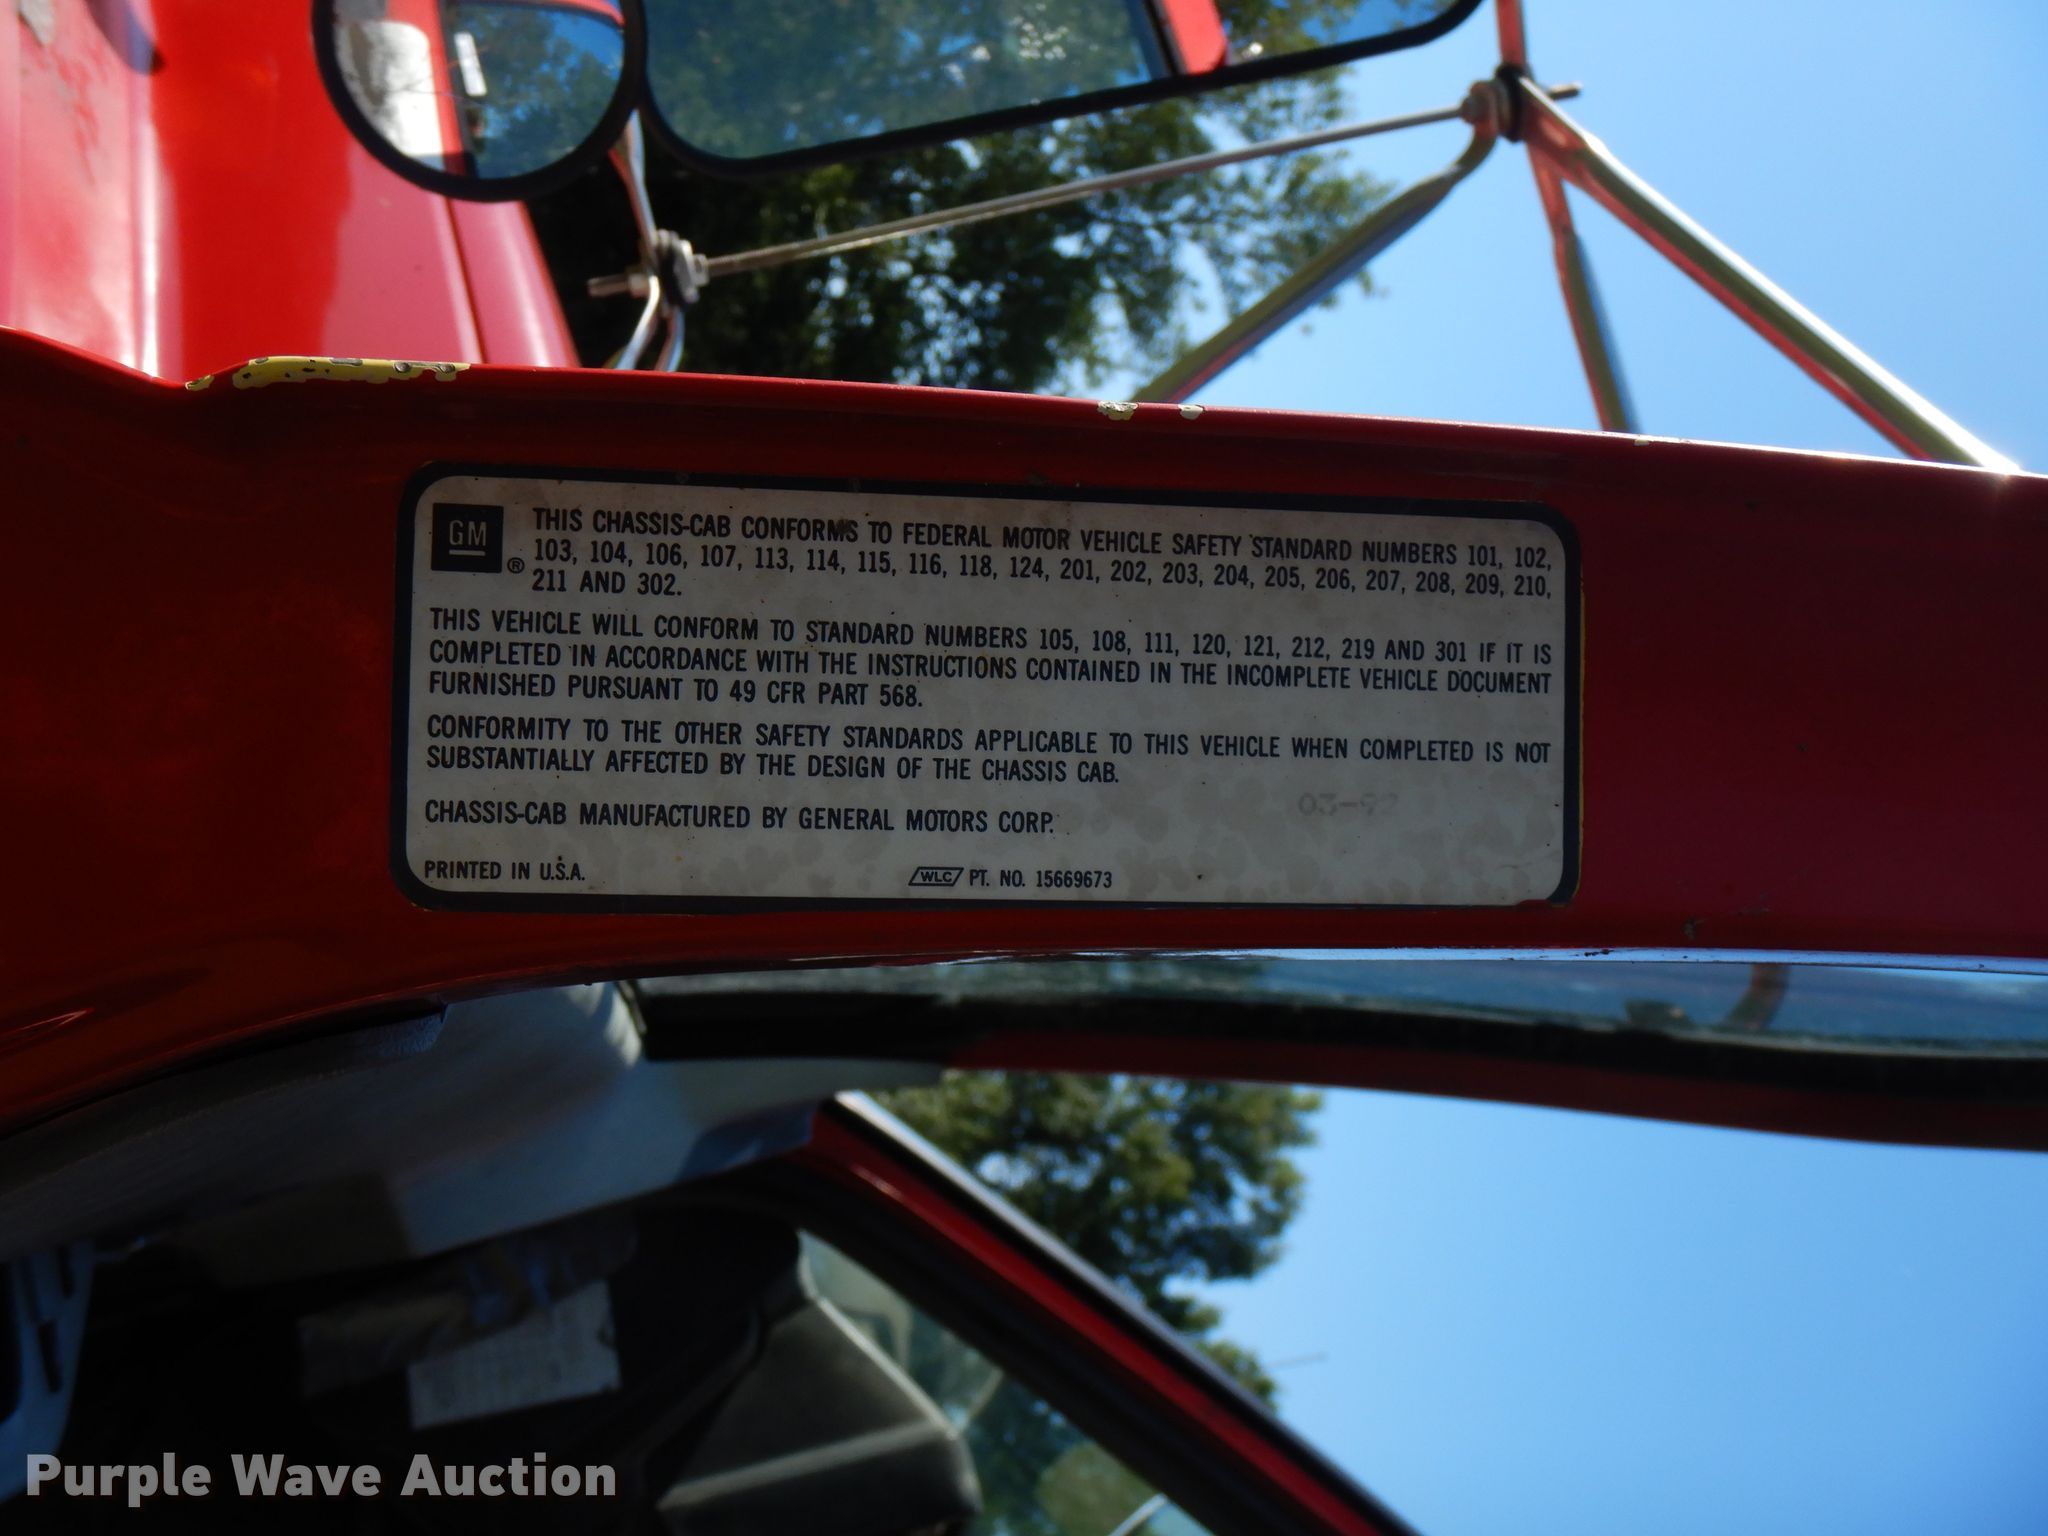 GM
®
THIS CHASSIS-CAB CONFORMS TO FEDERAL MOTOR VEHICLE SAFETY STANDARD NUMBERS 101, 102,
103, 104, 106, 107, 113, 114, 115, 116, 118, 124, 201, 202, 203, 204, 205, 206, 207, 208, 209, 210,
211 AND 302.
THIS VEHICLE WILL CONFORM TO STANDARD NUMBERS 105, 108, 111, 120, 121, 212, 219 AND 301 IF IT IS
COMPLETED IN ACCORDANCE WITH THE INSTRUCTIONS CONTAINED IN THE INCOMPLETE VEHICLE DOCUMENT
FURNISHED PURSUANT TO 49 CFR PART 568.
CONFORMITY TO THE OTHER SAFETY STANDARDS APPLICABLE TO THIS VEHICLE WHEN COMPLETED IS NOT
SUBSTANTIALLY AFFECTED BY THE DESIGN OF THE CHASSIS CAB.
CHASSIS-CAB MANUFACTURED BY GENERAL MOTORS CORP.
PRINTED IN U.S.A.
WLC PT. NO. 15669673
Purple Wave Auction